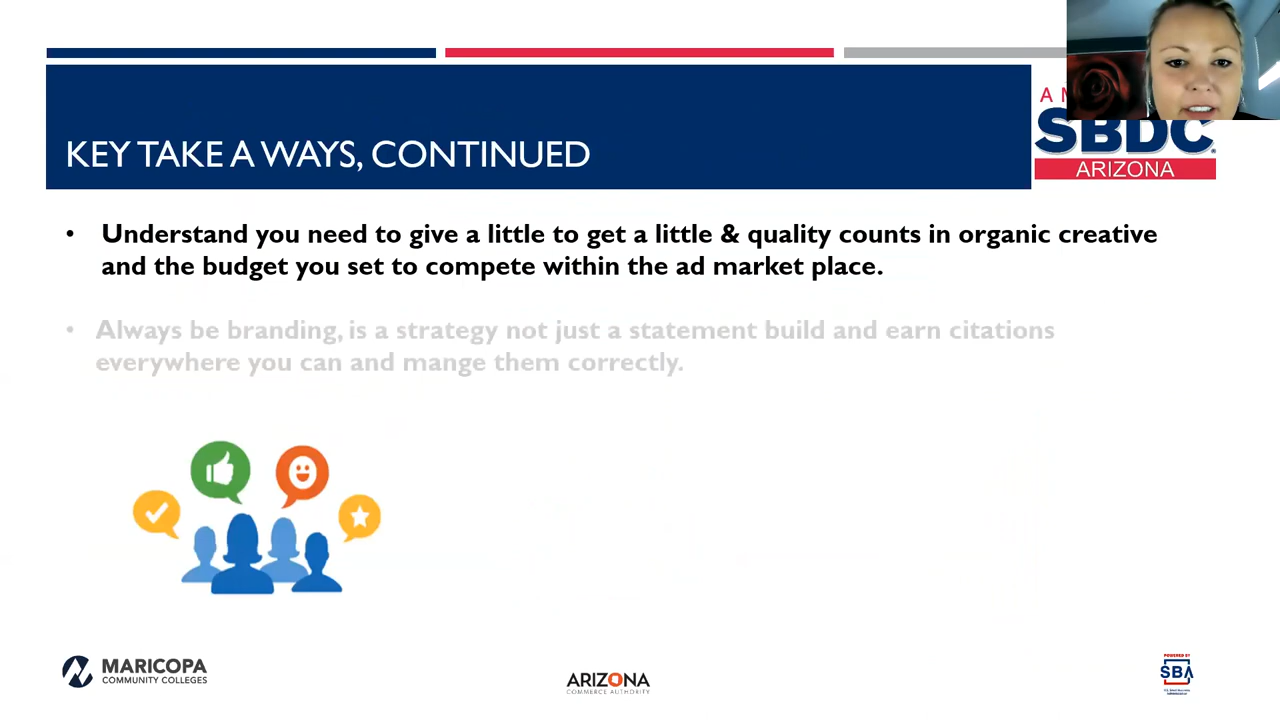 KEY TAKE A WAYS, CONTINUED
SBDC
ARIZONA
• Understand you need to give a little to get a little & quality counts in organic creative
and the budget you set to compete within the ad market place.
• Always be branding, is a strategy not just a statement build and earn citations
everywhere you can and mange them correctly.
MARICOPA
COMMUNITY COLLEGES
ARIZONA
COMMERCE AUTHORITY
POWERED BY
SBA